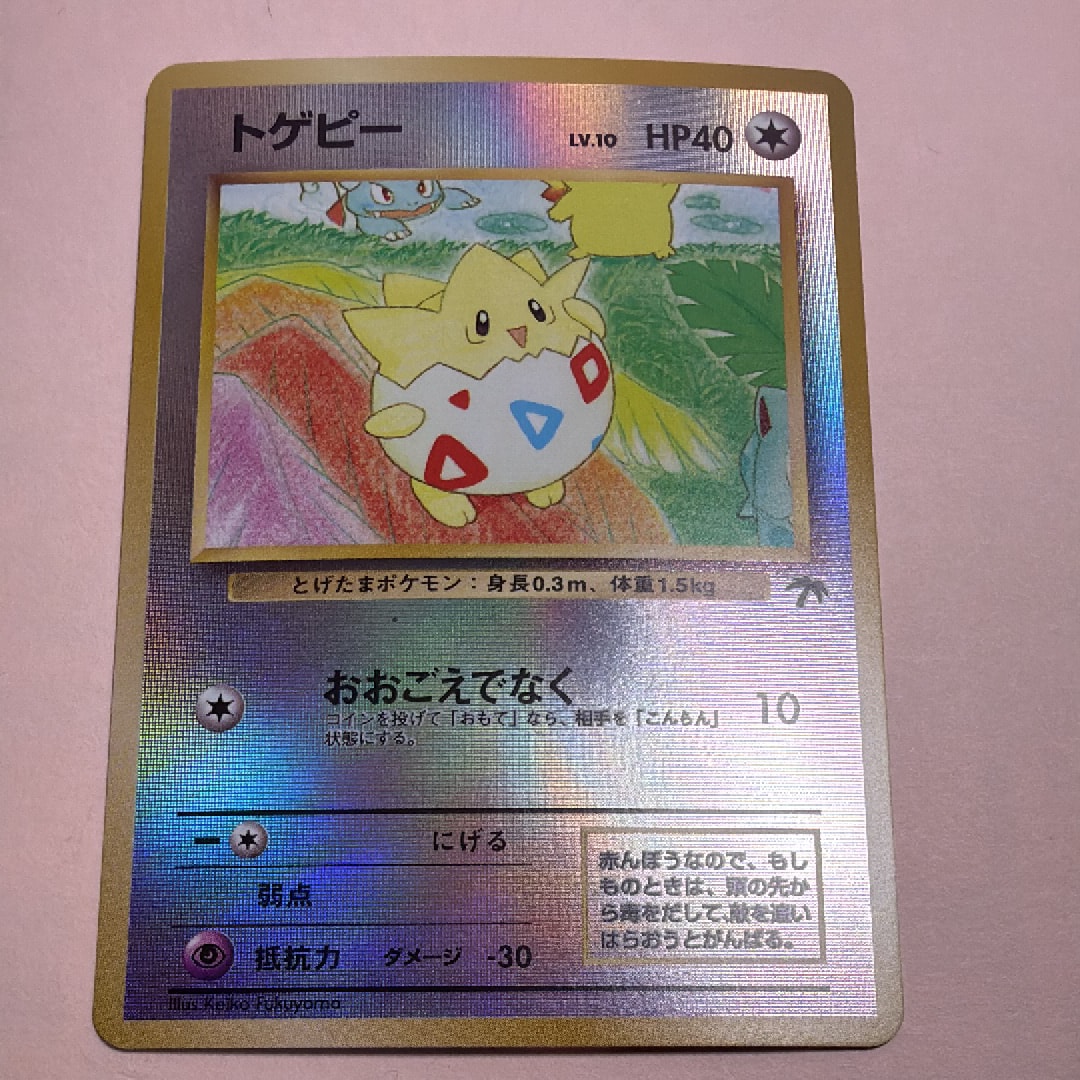 トゲピー LV.10 HP40
とげたまポケモン：身長0.3m、体重1.5kg
おおごえでなく 10
コインを投げて「おもて」なら、相手を「こんらん」
状態にする。
− にげる
弱点
抵抗力 ダメージ -30
赤んぼうなので、もし
ものときは、頭の先か
ら毒をだして、敵を追い
はらおうとがんばる。
Illus Keiko Fukuyama